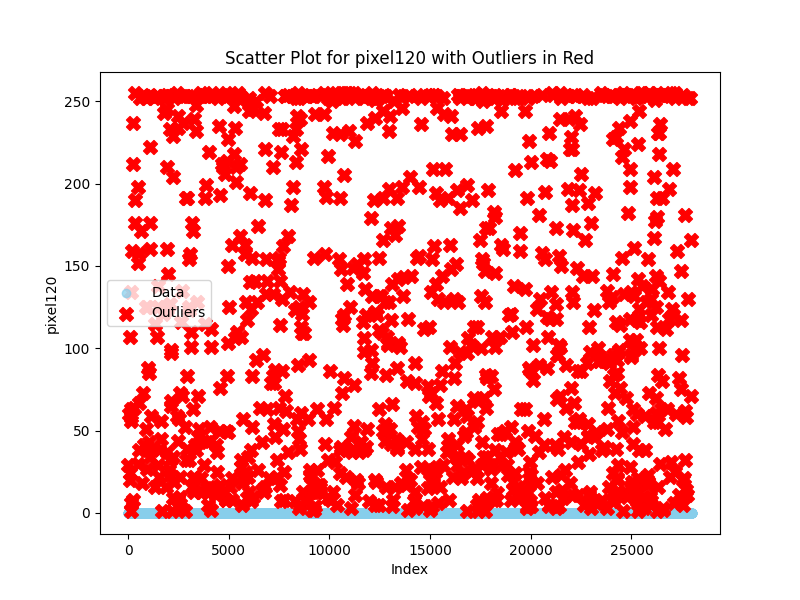 Scatter Plot for pixel120 with Outliers in Red
pixel120
250
200
150
100
50
0
Data
Outliers
0
5000
10000
15000
20000
25000
Index